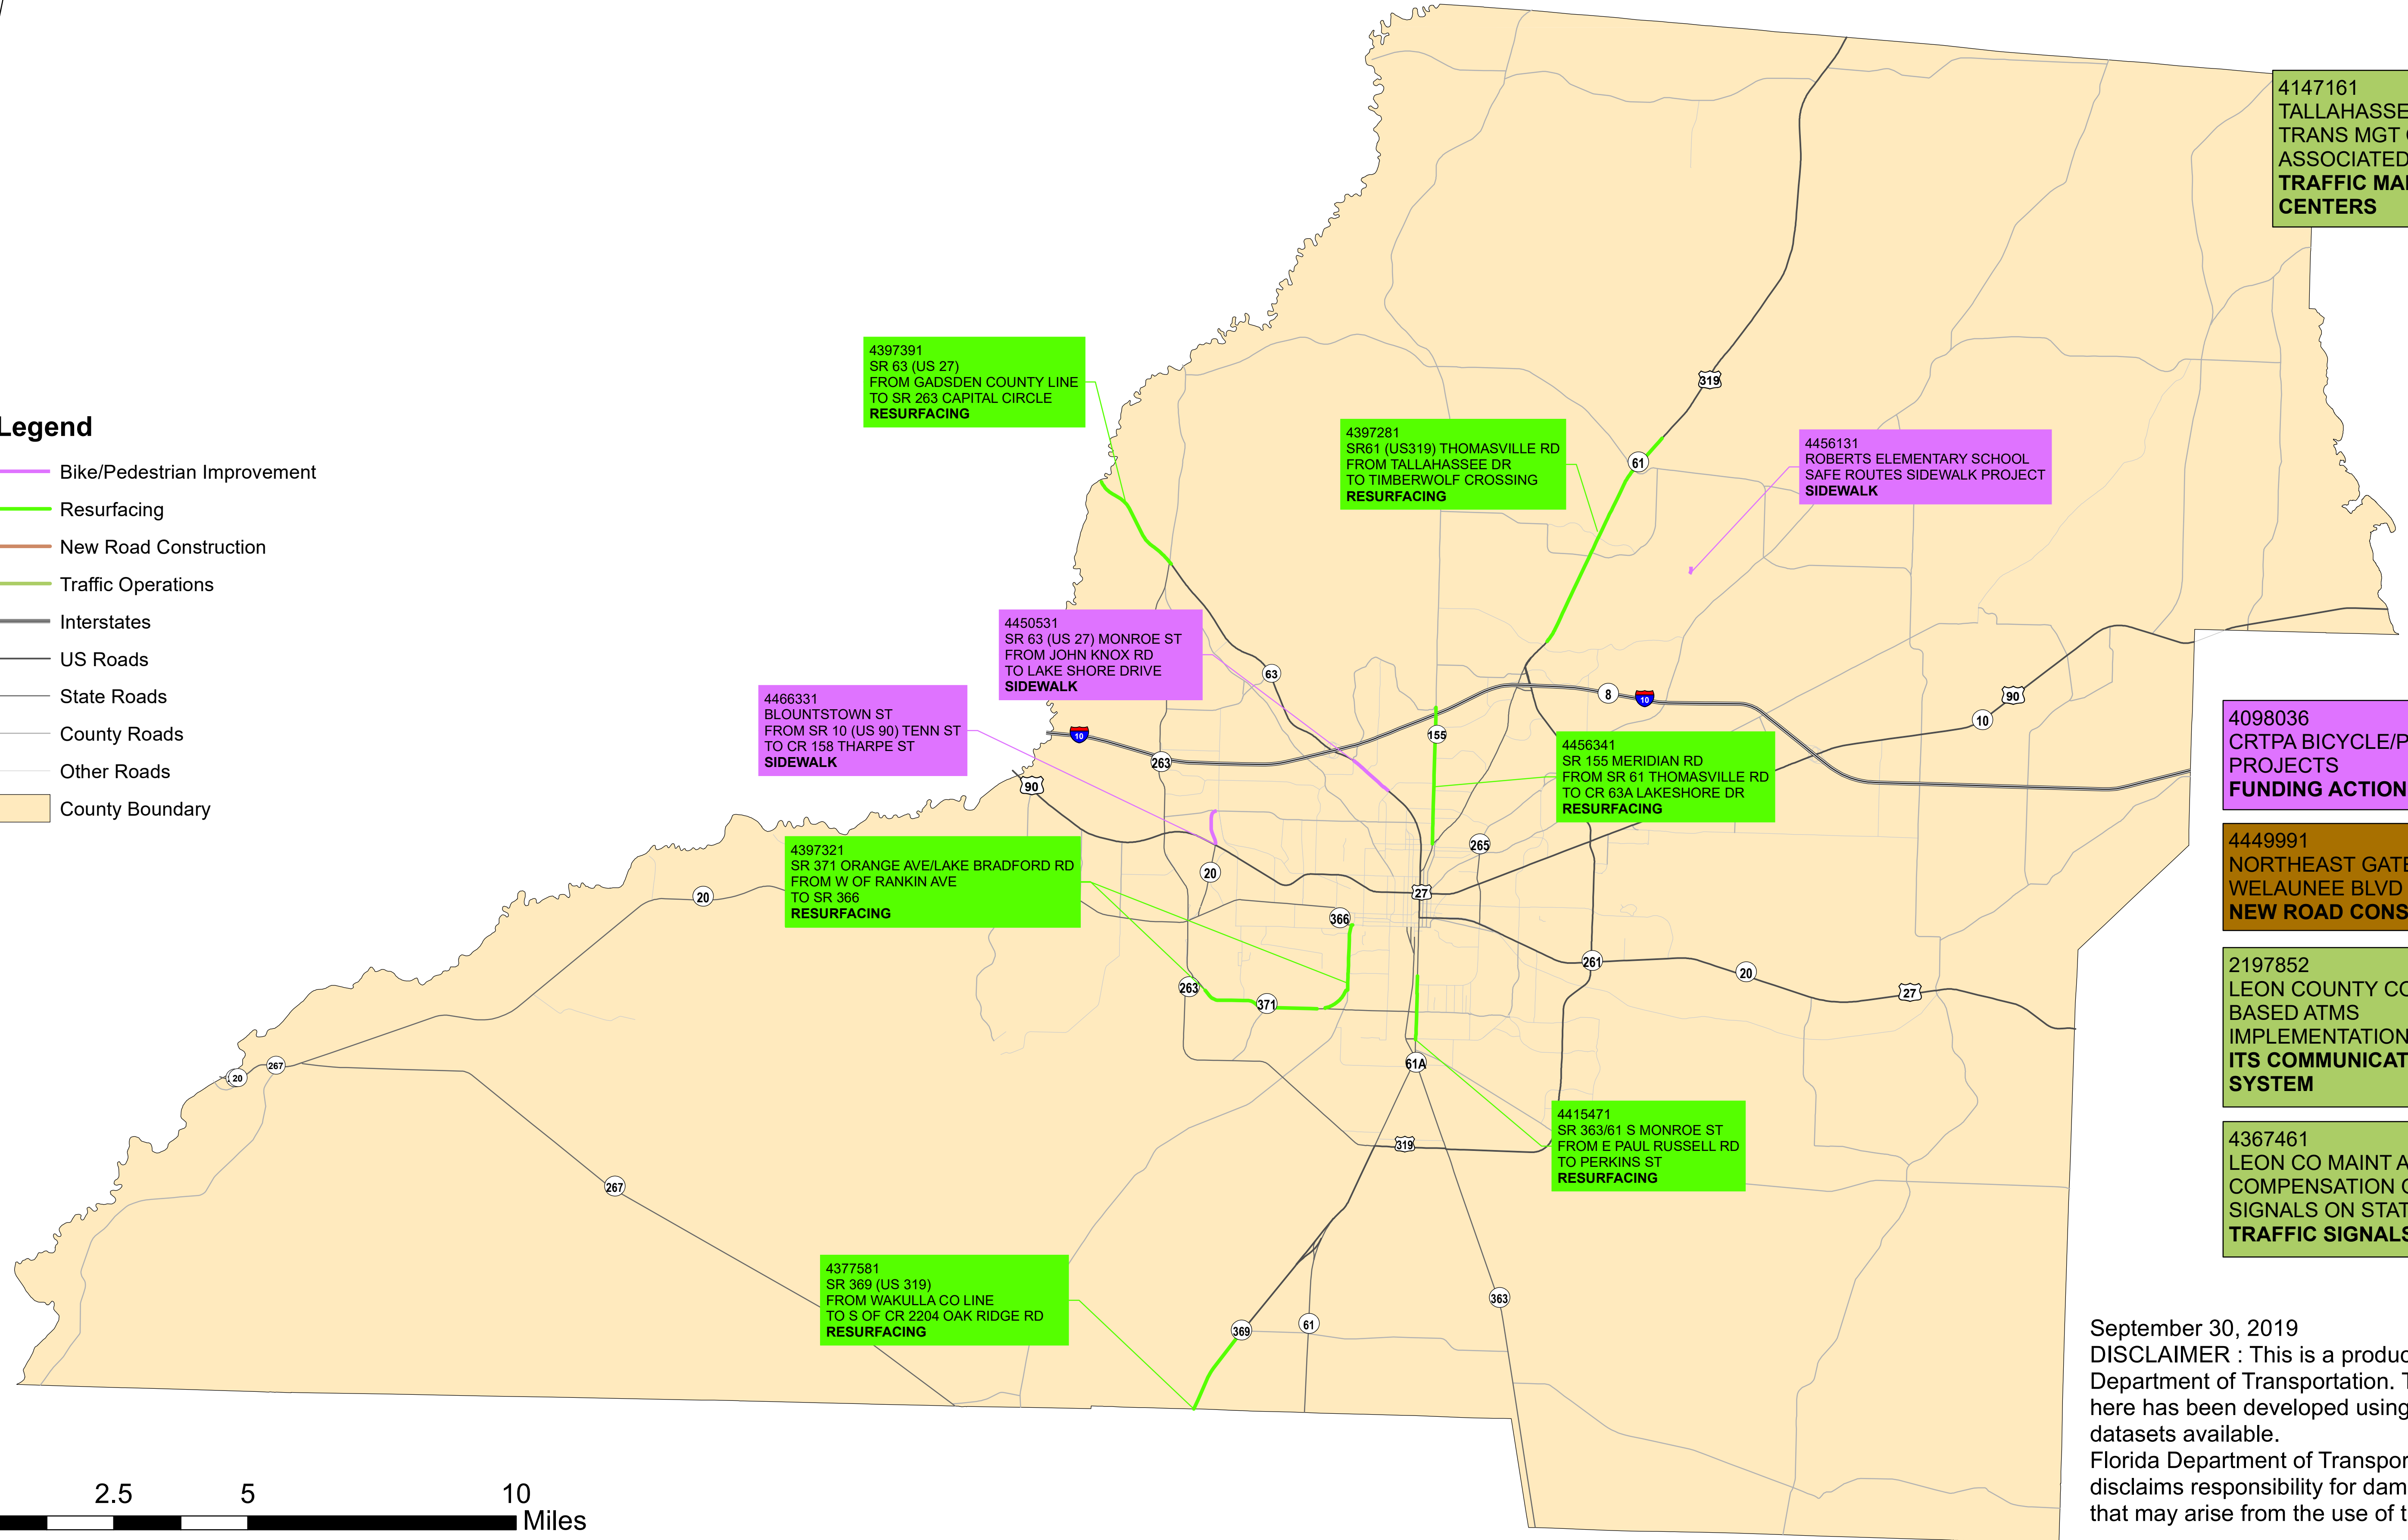 4147161
TALLAHASSE
TRANS MGT
ASSOCIATED
TRAFFIC MA
CENTERS
4397391
SR 63 (US 27)
FROM GADSDEN COUNTY LINE
TO SR 263 CAPITAL CIRCLE
RESURFACING
319
4397281
SR61 (US319) THOMASVILLE RD
FROM TALLAHASSEE DR
TO TIMBERWOLF CROSSING
RESURFACING
61
4456131
ROBERTS ELEMENTARY SCHOOL
SAFE ROUTES SIDEWALK PROJECT
SIDEWALK
Legend
Bike/Pedestrian Improvement
Resurfacing
New Road Construction
Traffic Operations
Interstates
US Roads
State Roads
County Roads
Other Roads
County Boundary
4450531
SR 63 (US 27) MONROE ST
FROM JOHN KNOX RD
TO LAKE SHORE DRIVE
SIDEWALK
63
8
10
90
10
4466331
BLOUNTSTOWN ST
FROM SR 10 (US 90) TENN ST
TO CR 158 THARPE ST
SIDEWALK
10
263
155
90
4456341
SR 155 MERIDIAN RD
FROM SR 61 THOMASVILLE RD
TO CR 63A LAKESHORE DR
RESURFACING
4098036
CRTPA BICYCLE/P
PROJECTS
FUNDING ACTION
4397321
SR 371 ORANGE AVE/LAKE BRADFORD RD
FROM W OF RANKIN AVE
TO SR 366
RESURFACING
265
20
20
27
366
4449991
NORTHEAST GATE
WELAUNEE BLVD
NEW ROAD CONS
261
20
27
263
371
2197852
LEON COUNTY CO
BASED ATMS
IMPLEMENTATION
ITS COMMUNICAT
SYSTEM
61A
267
20
4415471
SR 363/61 S MONROE ST
FROM E PAUL RUSSELL RD
TO PERKINS ST
RESURFACING
319
267
4367461
LEON CO MAINT A
COMPENSATION
SIGNALS ON STAT
TRAFFIC SIGNALS
4377581
SR 369 (US 319)
FROM WAKULLA CO LINE
TO S OF CR 2204 OAK RIDGE RD
RESURFACING
369
61
363
September 30, 2019
DISCLAIMER : This is a produc
Department of Transportation. T
here has been developed using
datasets available.
Florida Department of Transpor
disclaims responsibility for dam
that may arise from the use of t
2.5
5
10
Miles